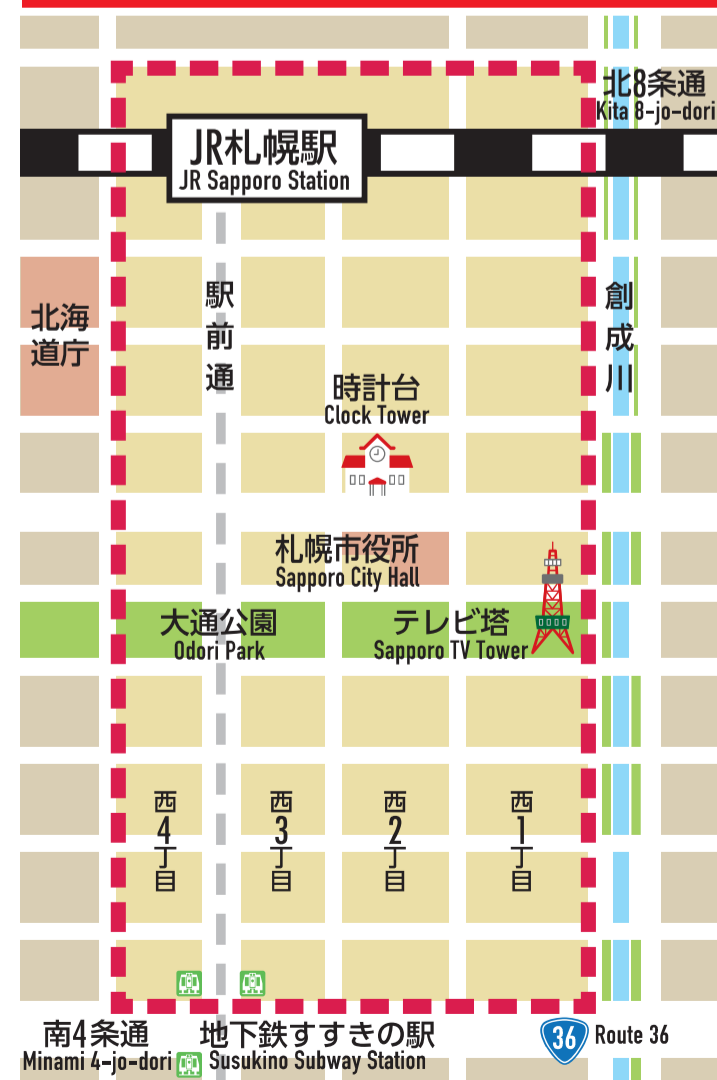 北8条通
Kita 8-jo-dori
JR札幌駅
JR Sapporo Station
北海
道庁
駅前通
創成川
時計台
Clock Tower
札幌市役所
Sapporo City Hall
大通公園
Odori Park
テレビ塔
Sapporo TV Tower
西4丁目
西3丁目
西2丁目
西1丁目
南4条通
Minami 4-jo-dori
地下鉄すすきの駅
Susukino Subway Station
36
Route 36